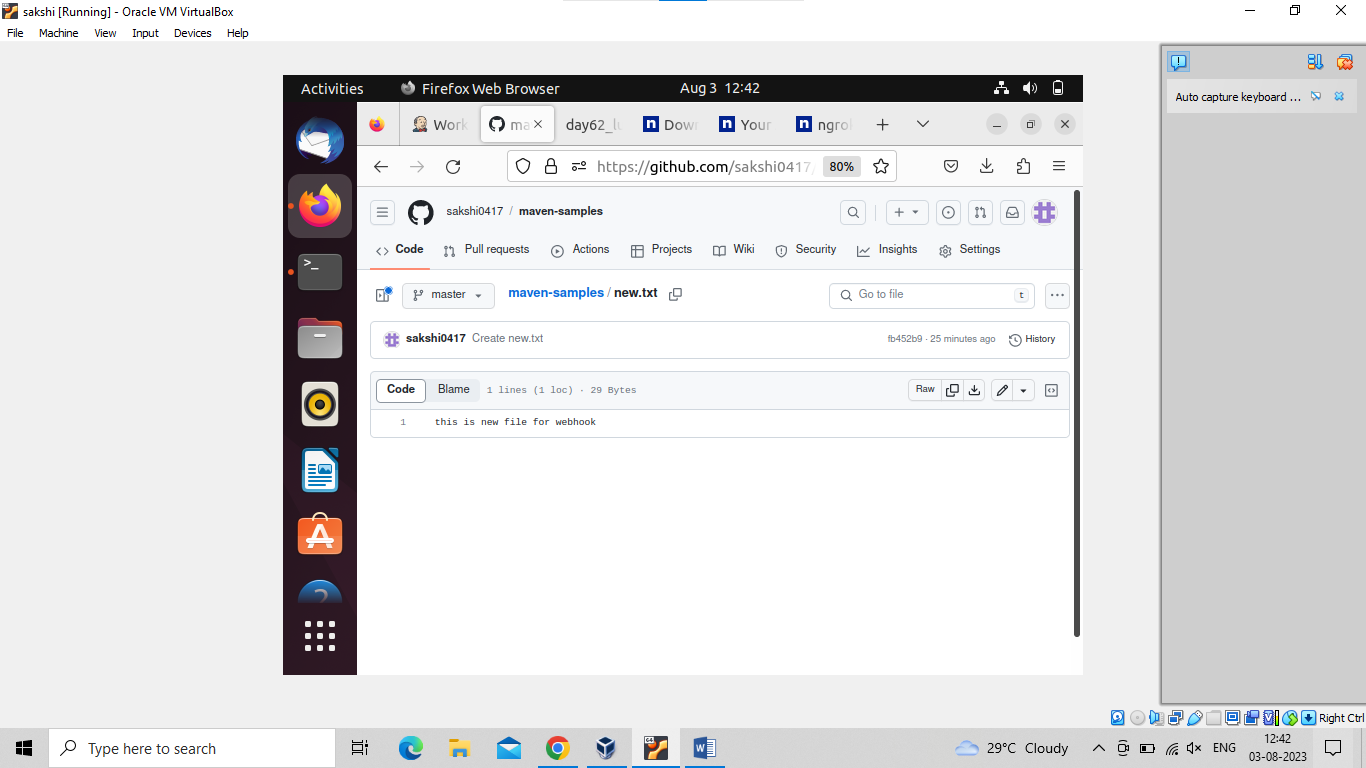 sakshi [Running] - Oracle VM VirtualBox
File Machine View Input Devices Help
Auto capture keyboard ...
Activities Firefox Web Browser Aug 3 12:42
Work ma day62_lu Down Your ngrok
https://github.com/sakshi0417/ 80%
sakshi0417 / maven-samples
Code Pull requests Actions Projects Wiki Security Insights Settings
master maven-samples / new.txt Go to file t
sakshi0417 Create new.txt fb452b9 · 25 minutes ago History
Code Blame 1 lines (1 loc) · 29 Bytes Raw
1 this is new file for webhook
Right Ctrl
Type here to search 29°C Cloudy ENG 12:42
03-08-2023